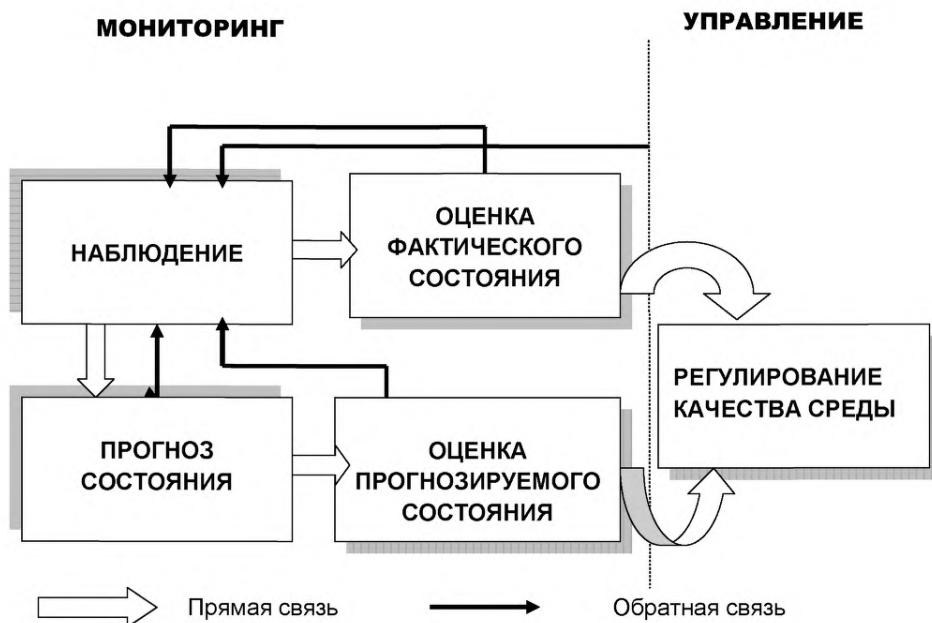 МОНИТОРИНГ
УПРАВЛЕНИЕ
НАБЛЮДЕНИЕ
ОЦЕНКА
ФАКТИЧЕСКОГО
СОСТОЯНИЯ
РЕГУЛИРОВАНИЕ
КАЧЕСТВА СРЕДЫ
ПРОГНОЗ
СОСТОЯНИЯ
ОЦЕНКА
ПРОГНОЗИРУЕМОГО
СОСТОЯНИЯ
Прямая связь
Обратная связь